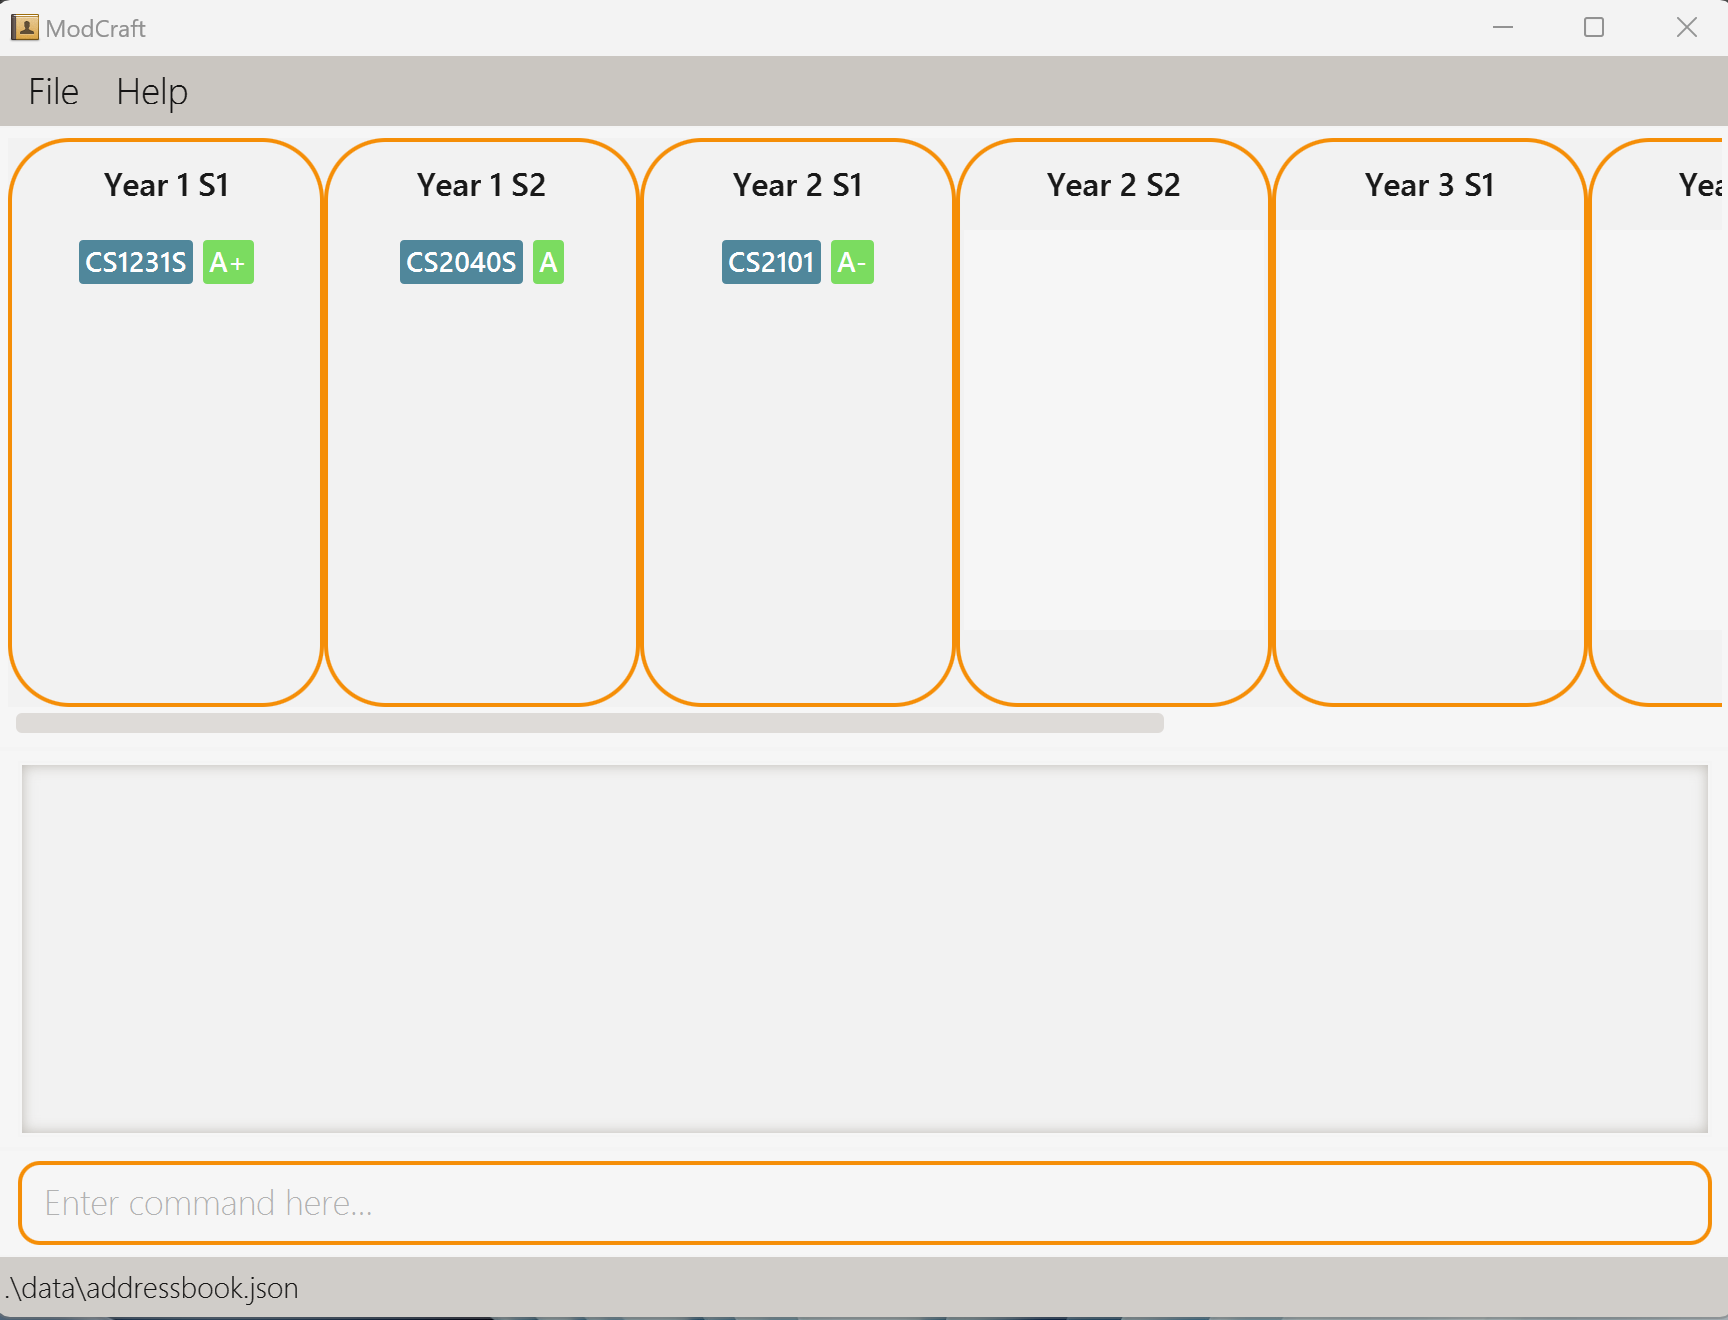 ModCraft
File Help
Year 1 S1 Year 1 S2 Year 2 S1 Year 2 S2 Year 3 S1
CS1231S A+ CS2040S A CS2101 A-
Enter command here...
.\data\addressbook.json